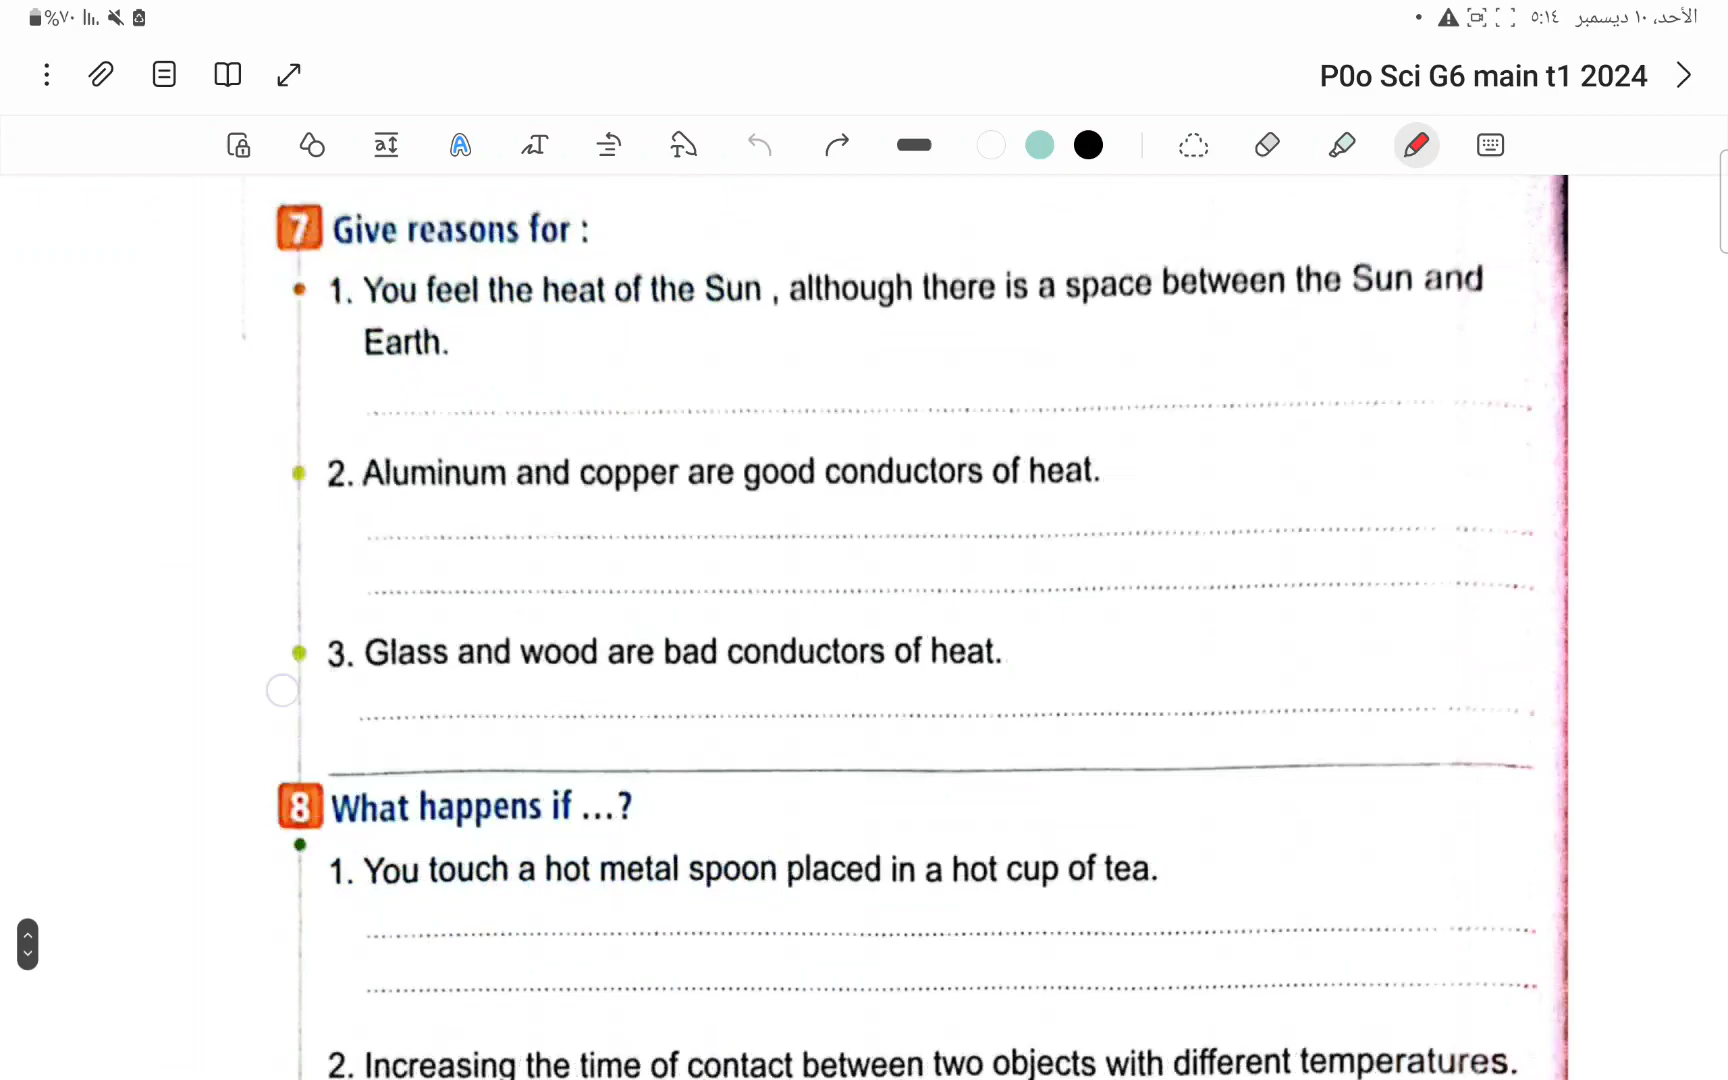 %٧٠
الأحد، ١٠ ديسمبر ٥:١٤
P0o Sci G6 main t1 2024
7 Give reasons for :
1. You feel the heat of the Sun , although there is a space between the Sun and
Earth.
2. Aluminum and copper are good conductors of heat.
3. Glass and wood are bad conductors of heat.
8 What happens if ...?
1. You touch a hot metal spoon placed in a hot cup of tea.
2. Increasing the time of contact between two objects with different temperatures.